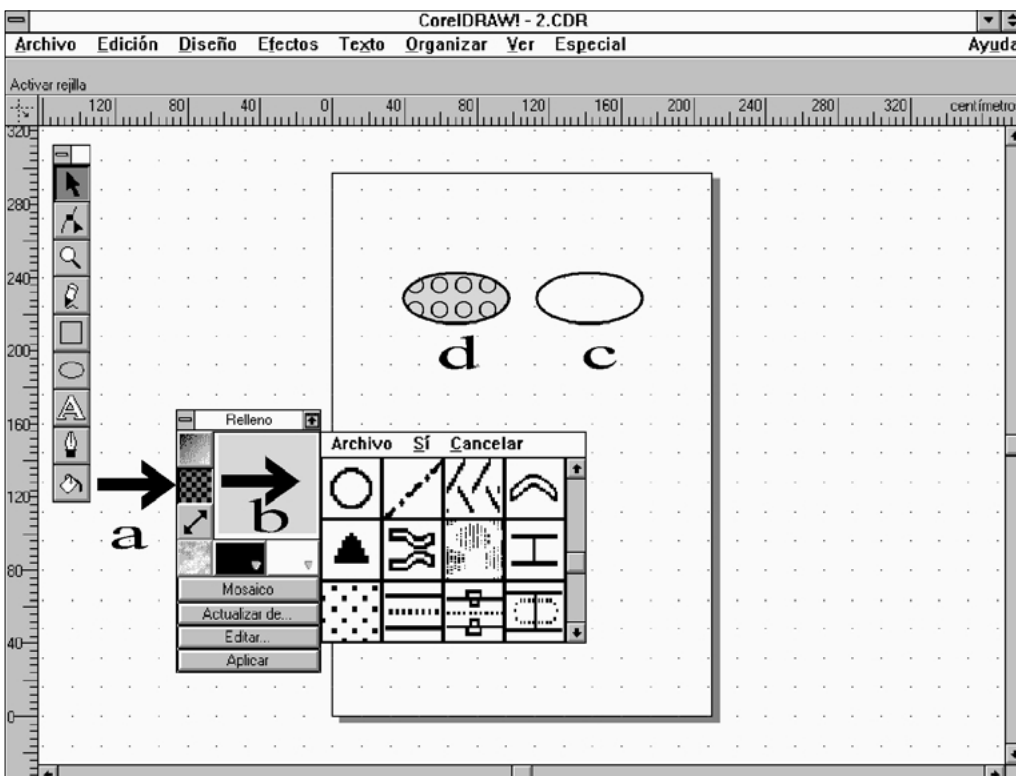 CorelDRAW! - 2.CDR
Archivo Edición Diseño Efectos Texto Organizar Ver Especial Ayuda
Activar rejilla
120 80 40 0 40 80 120 160 200 240 280 320 centímetro
320
280
240
200
160
120
80
40
0
d c
Relleno
a
b
Mosaico
Actualizar de...
Editar...
Aplicar
Archivo Sí Cancelar